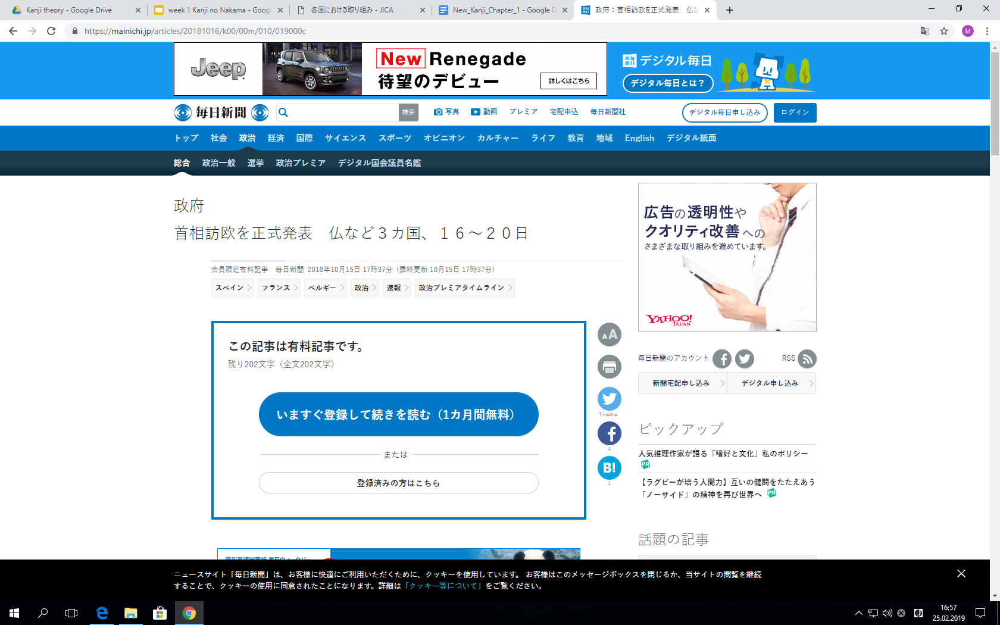 Kanji theory - Google Drive
week 1 Kanji no Nakama - Googl
各国における取り組み - JICA
New_Kanji_Chapter_1 - Google D
政府：首相訪欧を正式発表　仏な
https://mainichi.jp/articles/20181016/k00/00m/010/019000c
M
Jeep
New Renegade
待望のデビュー
詳しくはこちら
デジタル毎日
デジタル毎日とは？
毎日新聞
検索
写真
動画
プレミア
宅配申込
毎日新聞社
デジタル毎日申し込み
ログイン
トップ 社会 政治 経済 国際 サイエンス スポーツ オピニオン カルチャー ライフ 教育 地域 English デジタル紙面
総合 政治一般 選挙 政治プレミア デジタル国会議員名鑑
政府
首相訪欧を正式発表　仏など３カ国、１６～２０日
会員限定有料記事　毎日新聞 2018年10月15日 17時37分（最終更新 10月15日 17時37分）
スペイン フランス ベルギー 政治 速報 政治プレミアタイムライン
この記事は有料記事です。
残り202文字（全文202文字）
いますぐ登録して続きを読む（1カ月間無料）
または
登録済みの方はこちら
A A
Timeline
4
B!
1
広告の透明性や
クオリティ改善への
さまざまな取り組みを進めています。
YAHOO!
JAPAN
毎日新聞のアカウント
RSS
新聞宅配申し込み
デジタル申し込み
ピックアップ
人気推理作家が語る「嗜好と文化」私のポリシー
PR
【ラグビーが培う人間力】互いの健闘をたたえあう
「ノーサイド」の精神を再び世界へ PR
話題の記事
ニュースサイト「毎日新聞」は、お客様に快適にご利用いただくために、クッキーを使用しています。 お客様はこのメッセージボックスを閉じるか、当サイトの閲覧を継続
することで、クッキーの使用に同意されたことになります。詳細は「クッキー等について」をご覧ください。
16:57
25.02.2019